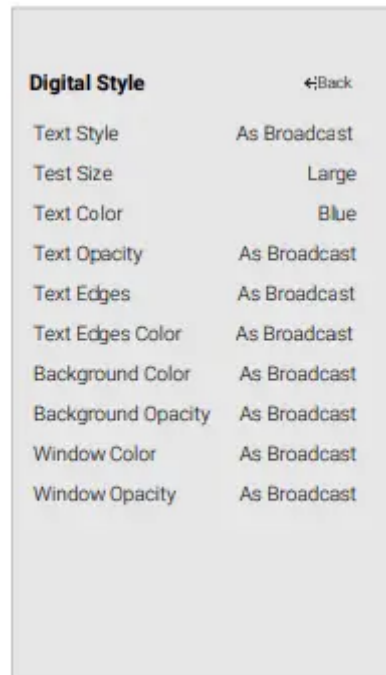 Digital Style ←Back
Text Style As Broadcast
Test Size Large
Text Color Blue
Text Opacity As Broadcast
Text Edges As Broadcast
Text Edges Color As Broadcast
Background Color As Broadcast
Background Opacity As Broadcast
Window Color As Broadcast
Window Opacity As Broadcast